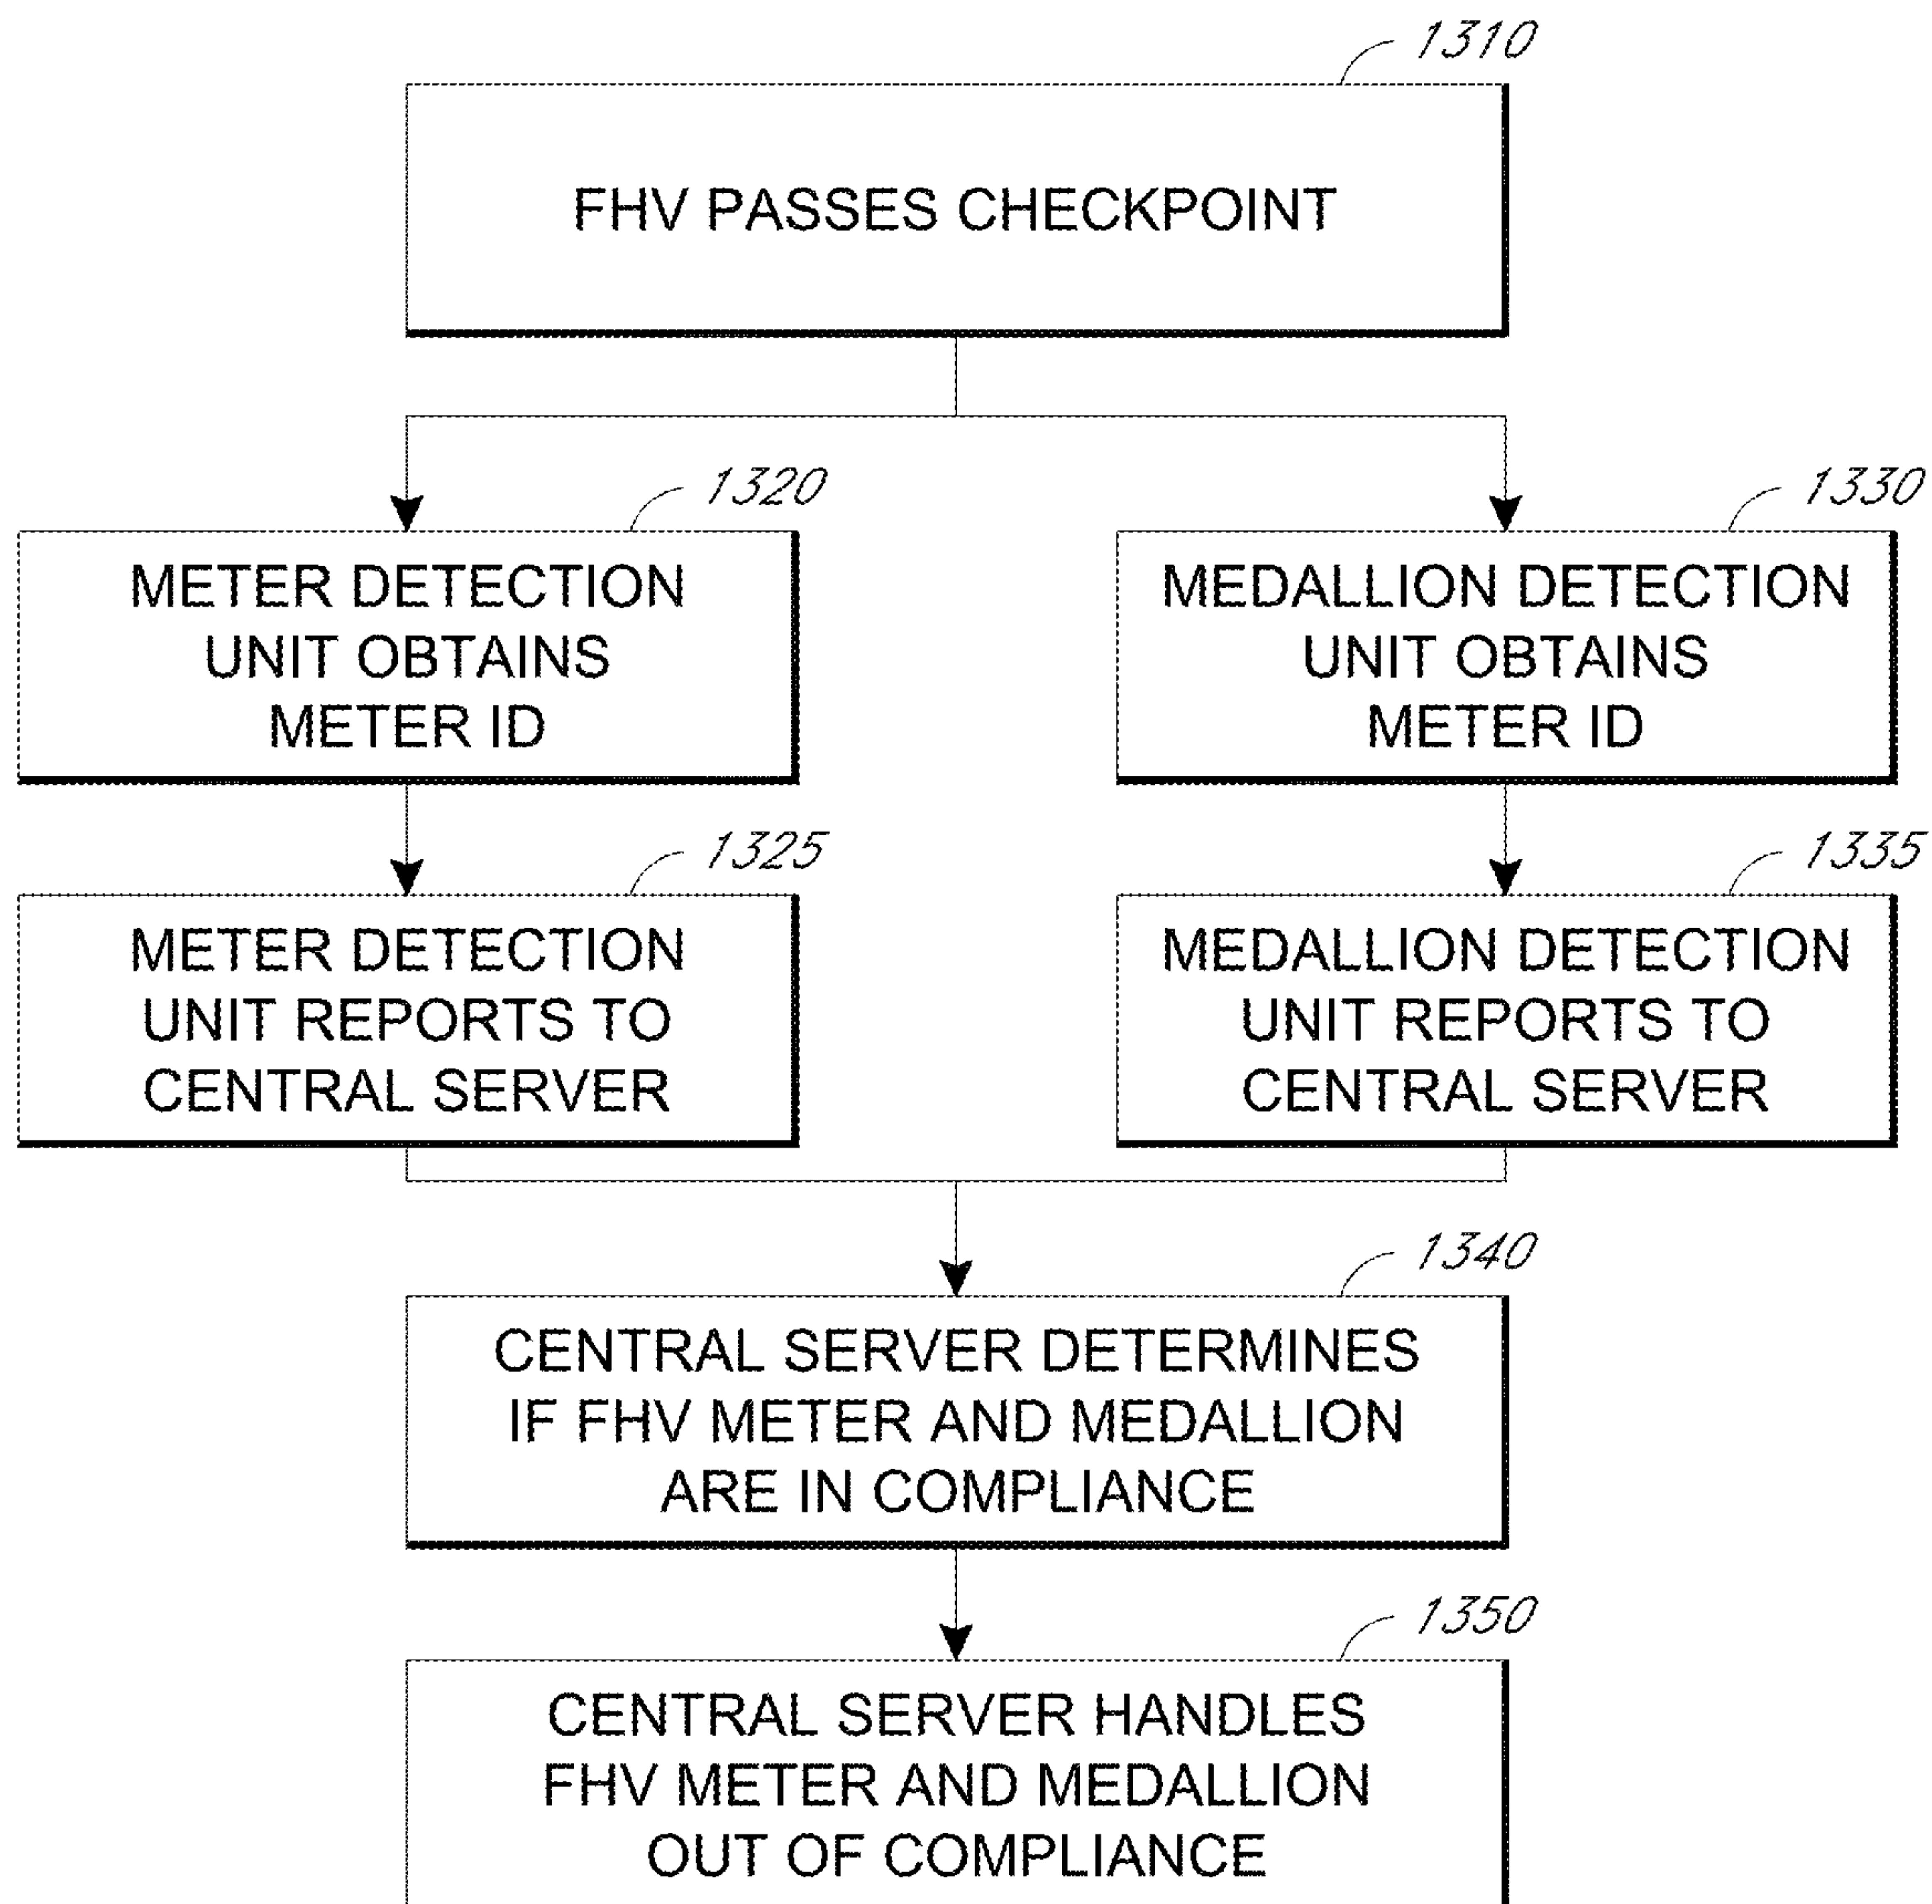 1310
FHV PASSES CHECKPOINT
1320
METER DETECTION
UNIT OBTAINS
METER ID
1330
MEDALLION DETECTION
UNIT OBTAINS
METER ID
1325
METER DETECTION
UNIT REPORTS TO
CENTRAL SERVER
1335
MEDALLION DETECTION
UNIT REPORTS TO
CENTRAL SERVER
1340
CENTRAL SERVER DETERMINES
IF FHV METER AND MEDALLION
ARE IN COMPLIANCE
1350
CENTRAL SERVER HANDLES
FHV METER AND MEDALLION
OUT OF COMPLIANCE